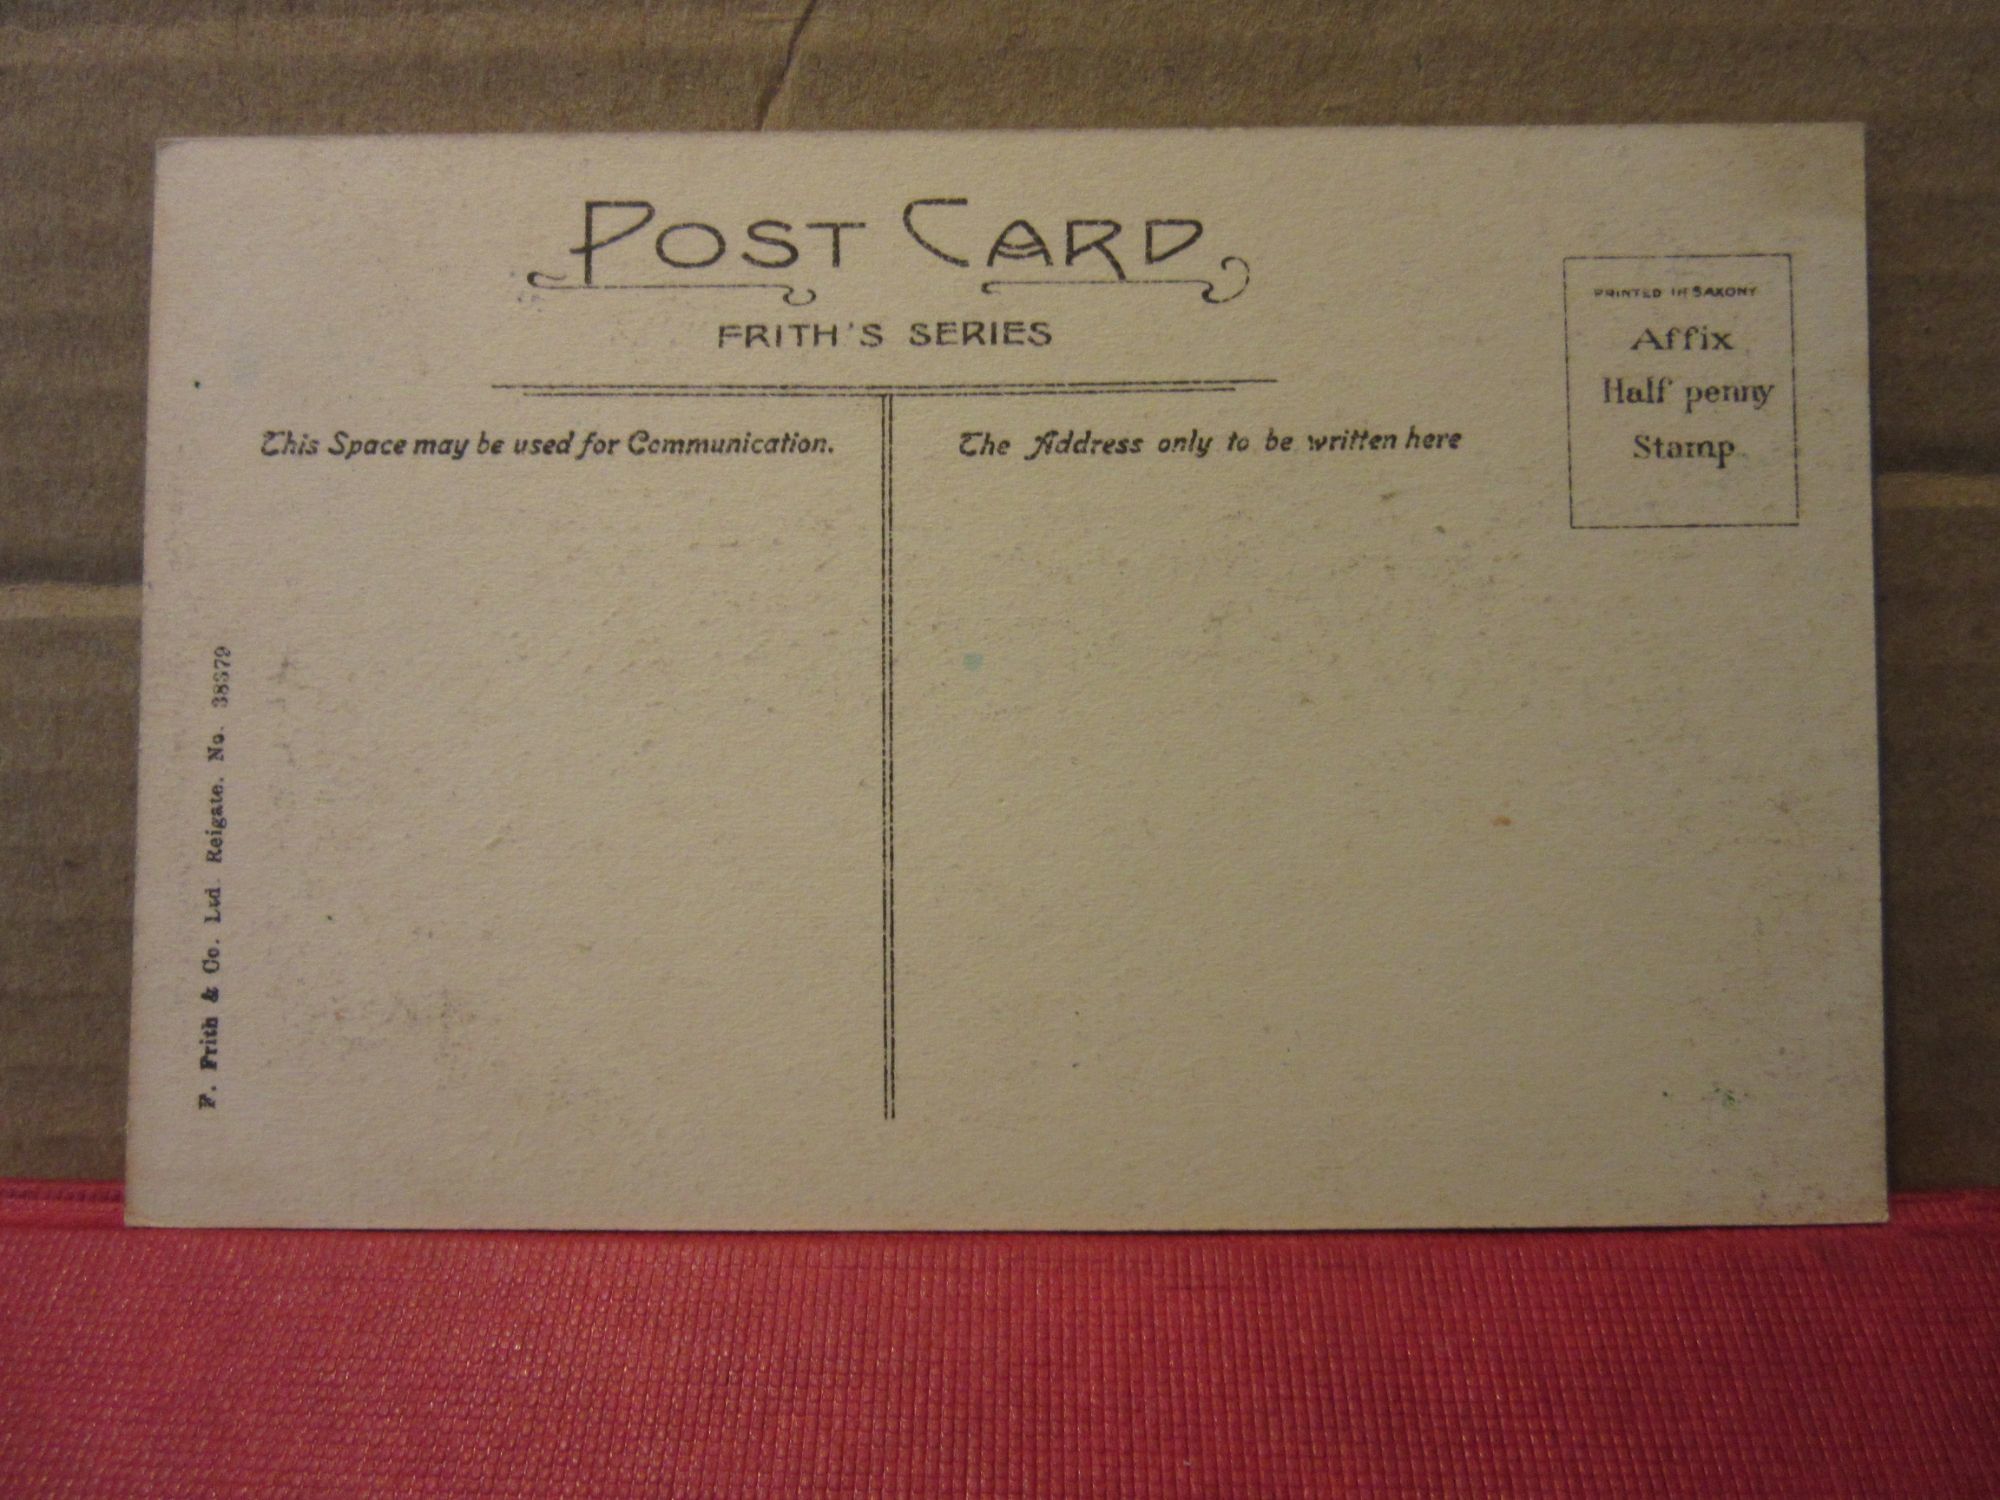 POST CARD
FRITH'S SERIES
PRINTED IN SAXONY
Affix
Half penny
Stamp
This Space may be used for Communication.
The Address only to be written here
F. Frith & Co. Ltd. Reigate. No. 38379